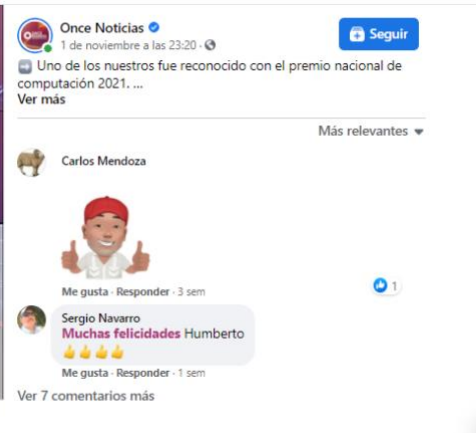 Once Noticias
1 de noviembre a las 23:20 ·
Seguir
➡️ Uno de los nuestros fue reconocido con el premio nacional de
computación 2021. ...
Ver más
Más relevantes
Carlos Mendoza
Me gusta · Responder · 3 sem
1
Sergio Navarro
Muchas felicidades Humberto
👍👍👍👍
Me gusta · Responder · 1 sem
Ver 7 comentarios más